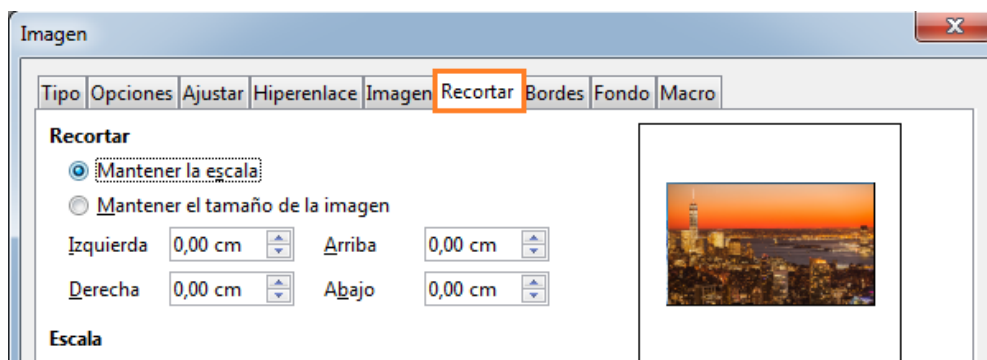 Imagen
Tipo Opciones Ajustar Hiperenlace Imagen Recortar Bordes Fondo Macro
Recortar
Mantener la escala
Mantener el tamaño de la imagen
Izquierda 0,00 cm Arriba 0,00 cm
Derecha 0,00 cm Abajo 0,00 cm
Escala